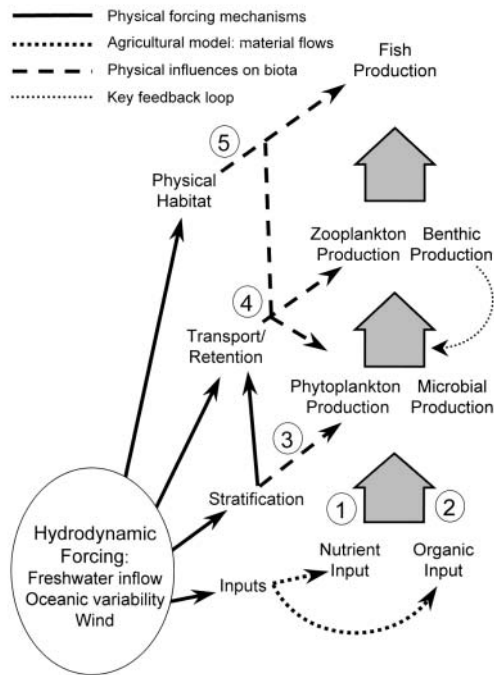 Physical forcing mechanisms
Agricultural model: material flows
Physical influences on biota
Key feedback loop
Fish
Production
5
Physical
Habitat
Zooplankton
Production
Benthic
Production
4
Transport/
Retention
Phytoplankton
Production
Microbial
Production
3
Stratification
1
2
Hydrodynamic
Forcing:
Freshwater inflow
Oceanic variability
Wind
Inputs
Nutrient
Input
Organic
Input